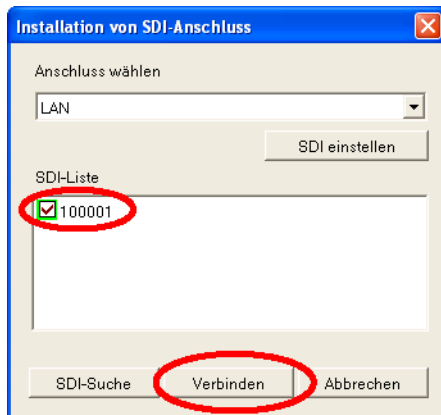 Installation von SDI-Anschluss
Anschluss wählen
LAN
SDI einstellen
SDI-Liste
100001
SDI-Suche Verbinden Abbrechen